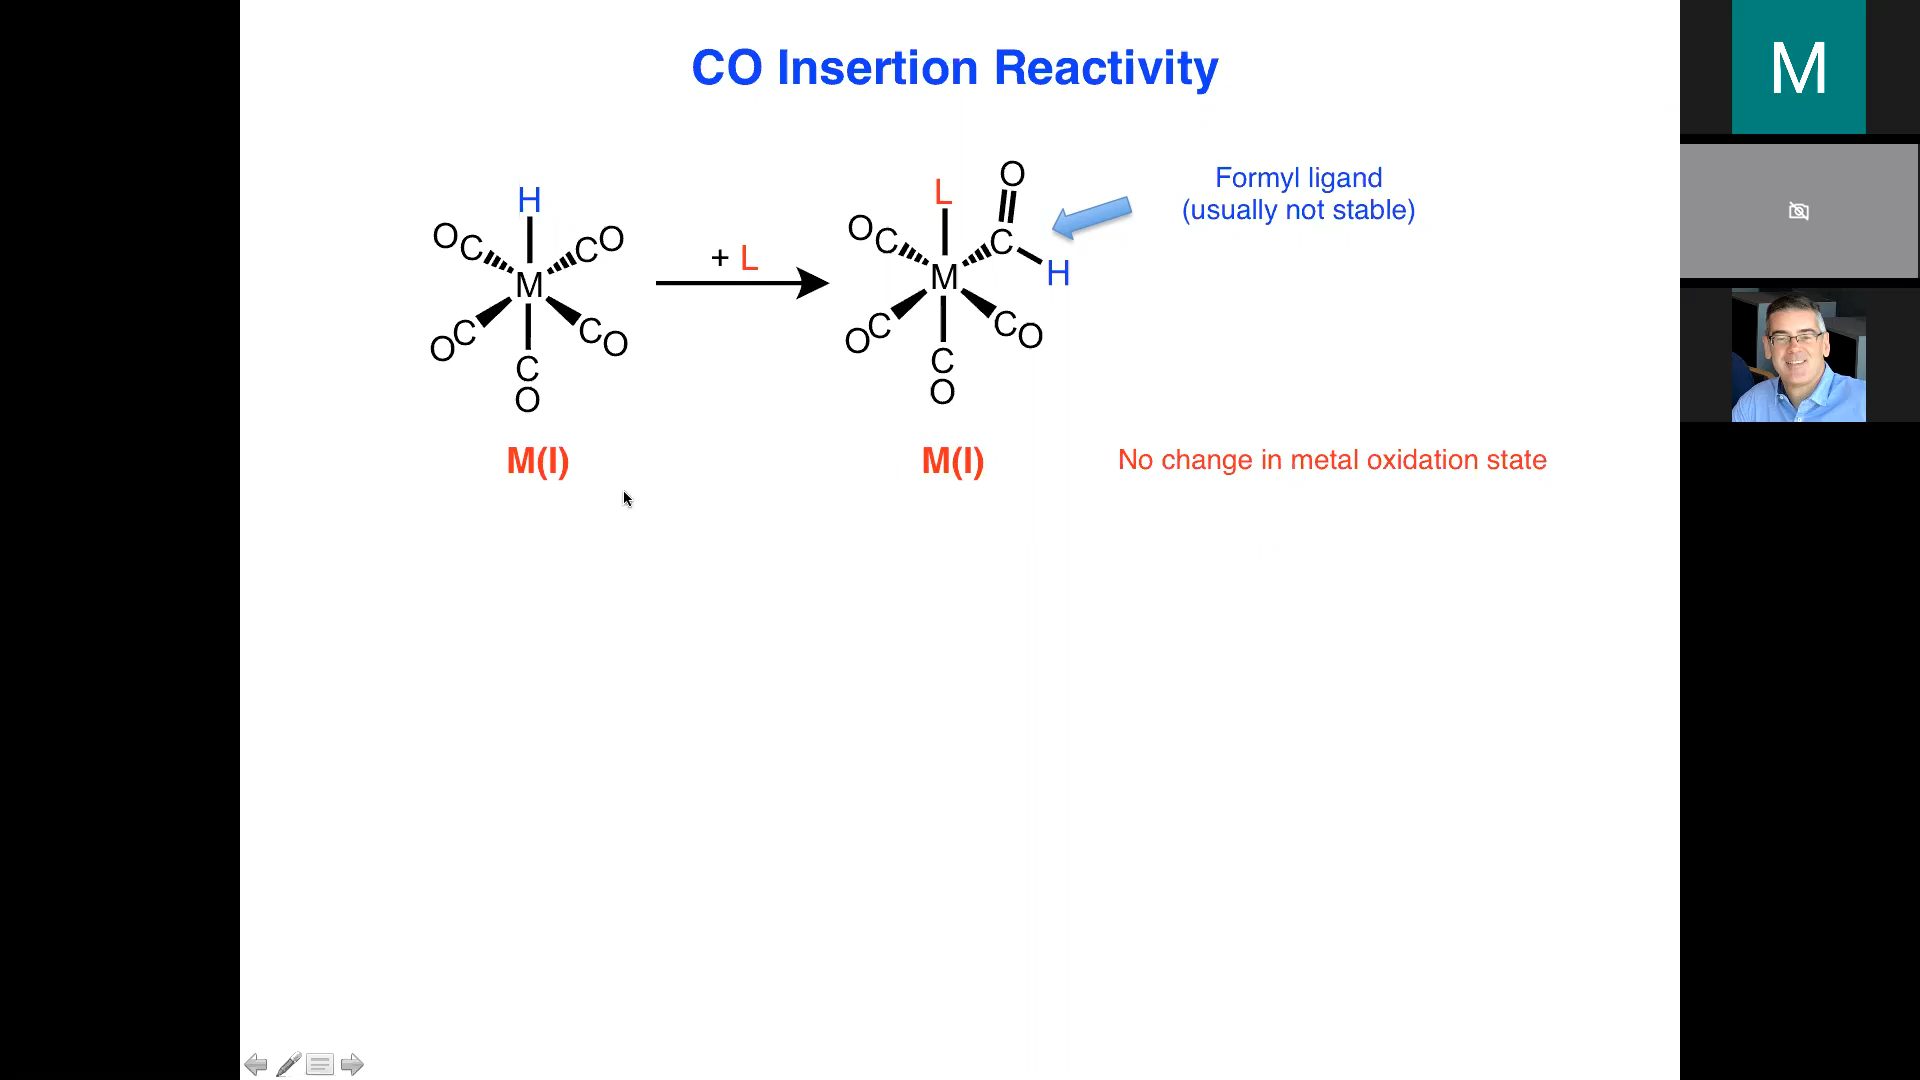 CO Insertion Reactivity
H
OC
CO
M
OC
CO
C
O
M(I)
+ L
L
O
C
H
OC
M
OC
CO
C
O
M(I)
Formyl ligand
(usually not stable)
No change in metal oxidation state
M